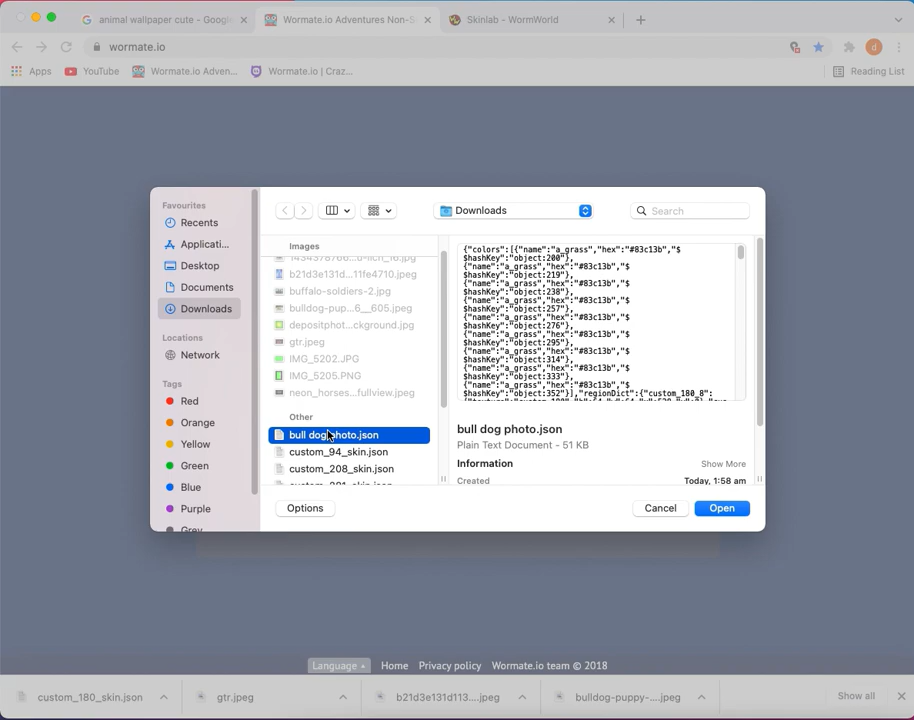 animal wallpaper cute - Google
Wormate.io Adventures Non-S
Skinlab - WormWorld
wormate.io
d
Apps
YouTube
Wormate.io Adven...
Wormate.io | Craz...
Reading List
Favourites
Recents
Applicati...
Desktop
Documents
Downloads
Locations
Network
Tags
Red
Orange
Yellow
Green
Blue
Purple
Grey
Downloads
Search
Images
b21d3e131d...11fe4710.jpeg
buffalo-soldiers-2.jpg
bulldog-pup...6__605.jpeg
depositphot...ckground.jpg
gtr.jpeg
IMG_5202.JPG
IMG_5205.PNG
neon_horses...fullview.jpeg
Other
bull dog photo.json
custom_94_skin.json
custom_208_skin.json
{"colors":[{"name":"a_grass","hex":"#83c13b","$
$hashKey":"object:200"},
{"name":"a_grass","hex":"#83c13b","$
$hashKey":"object:219"},
{"name":"a_grass","hex":"#83c13b","$
$hashKey":"object:238"},
{"name":"a_grass","hex":"#83c13b","$
$hashKey":"object:257"},
{"name":"a_grass","hex":"#83c13b","$
$hashKey":"object:276"},
{"name":"a_grass","hex":"#83c13b","$
$hashKey":"object:295"},
{"name":"a_grass","hex":"#83c13b","$
$hashKey":"object:314"},
{"name":"a_grass","hex":"#83c13b","$
$hashKey":"object:333"},
{"name":"a_grass","hex":"#83c13b","$
$hashKey":"object:352"}],"regionDict":{"custom_180_8":
bull dog photo.json
Plain Text Document - 51 KB
Information
Show More
Created
Today, 1:58 am
Options
Cancel
Open
Language
Home
Privacy policy
Wormate.io team © 2018
custom_180_skin.json
gtr.jpeg
b21d3e131d113....jpeg
bulldog-puppy-....jpeg
Show all